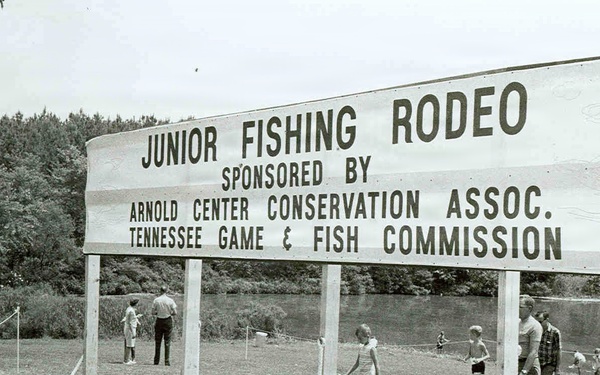 JUNIOR FISHING RODEO
SPONSORED BY
ARNOLD CENTER CONSERVATION ASSOC.
TENNESSEE GAME & FISH COMMISSION